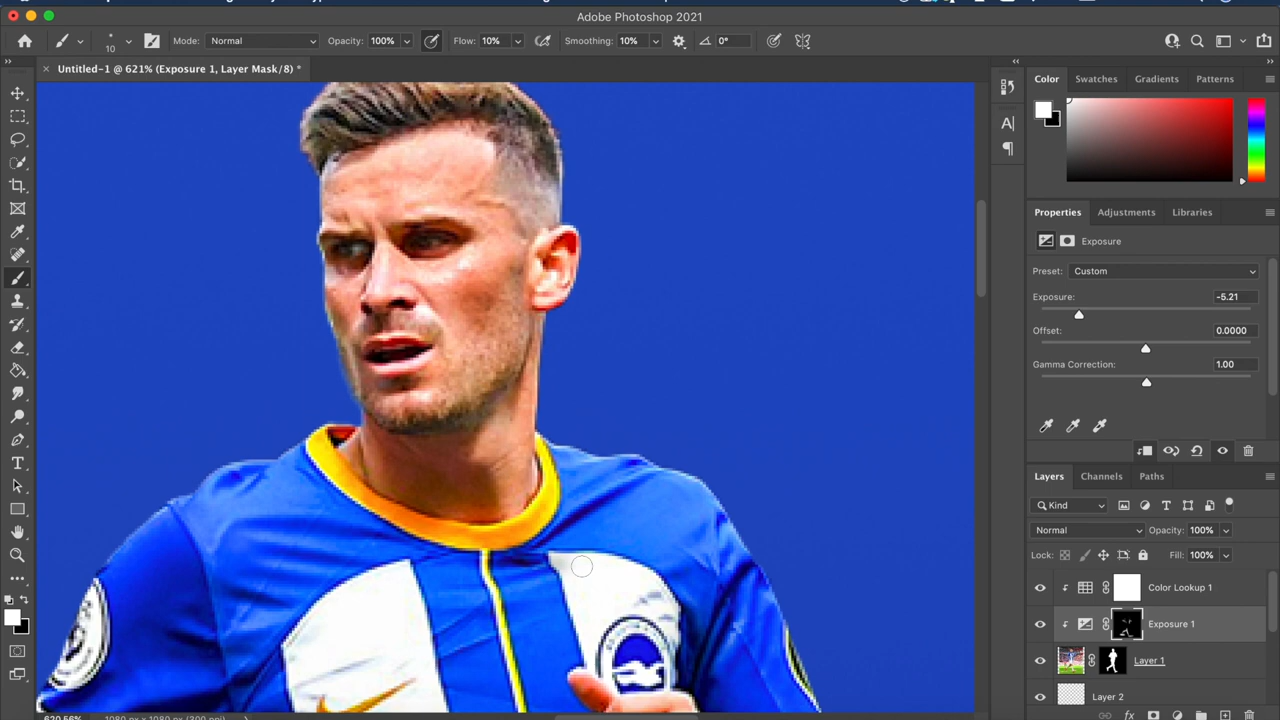 Adobe Photoshop 2021
10 Mode: Normal Opacity: 100% Flow: 10% Smoothing: 10% 0°
Untitled-1 @ 621% (Exposure 1, Layer Mask/8) *
Color Swatches Gradients Patterns
Properties Adjustments Libraries
Exposure
Preset: Custom
Exposure: -5.21
Offset: 0.0000
Gamma Correction: 1.00
Layers Channels Paths
Kind
Normal Opacity: 100%
Lock: Fill: 100%
Color Lookup 1
Exposure 1
Layer 1
Layer 2
620.56% 1080 px x 1080 px (300 ppi)